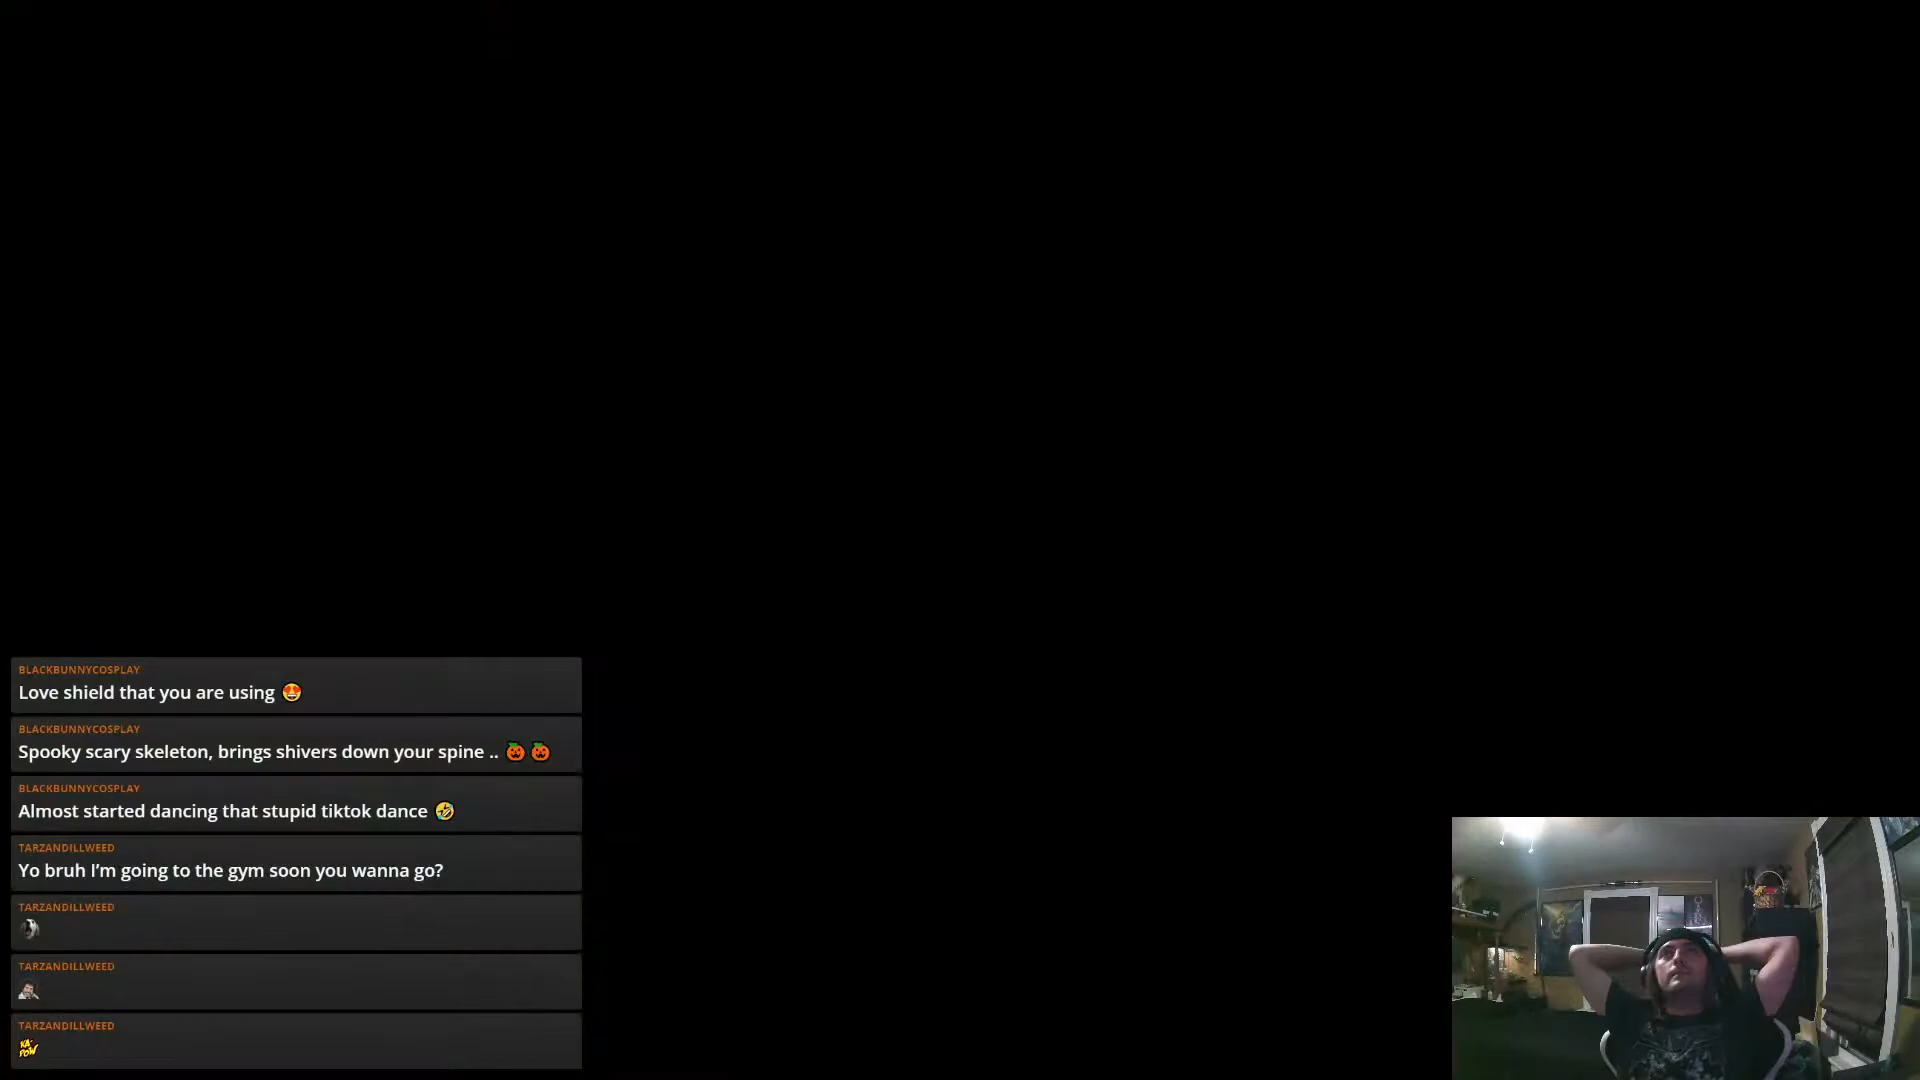 BLACKBUNNYCOSPLAY
Love shield that you are using 😍
BLACKBUNNYCOSPLAY
Spooky scary skeleton, brings shivers down your spine .. 🎃 🎃
BLACKBUNNYCOSPLAY
Almost started dancing that stupid tiktok dance 🤣
TARZANDILLWEED
Yo bruh I'm going to the gym soon you wanna go?
TARZANDILLWEED
TARZANDILLWEED
TARZANDILLWEED
KA-
POW